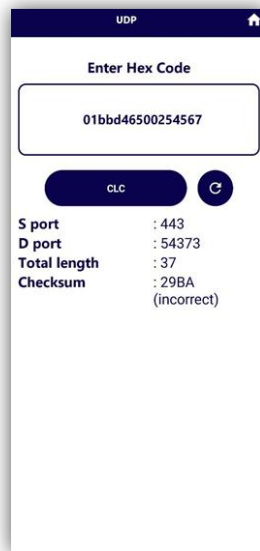 UDP
Enter Hex Code
01bbd46500254567
CLC
S port : 443
D port : 54373
Total length : 37
Checksum : 29BA
(incorrect)